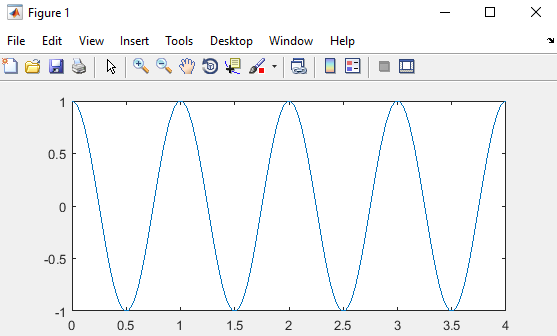 Figure 1
File Edit View Insert Tools Desktop Window Help
1
0.5
0
-0.5
-1
0 0.5 1 1.5 2 2.5 3 3.5 4